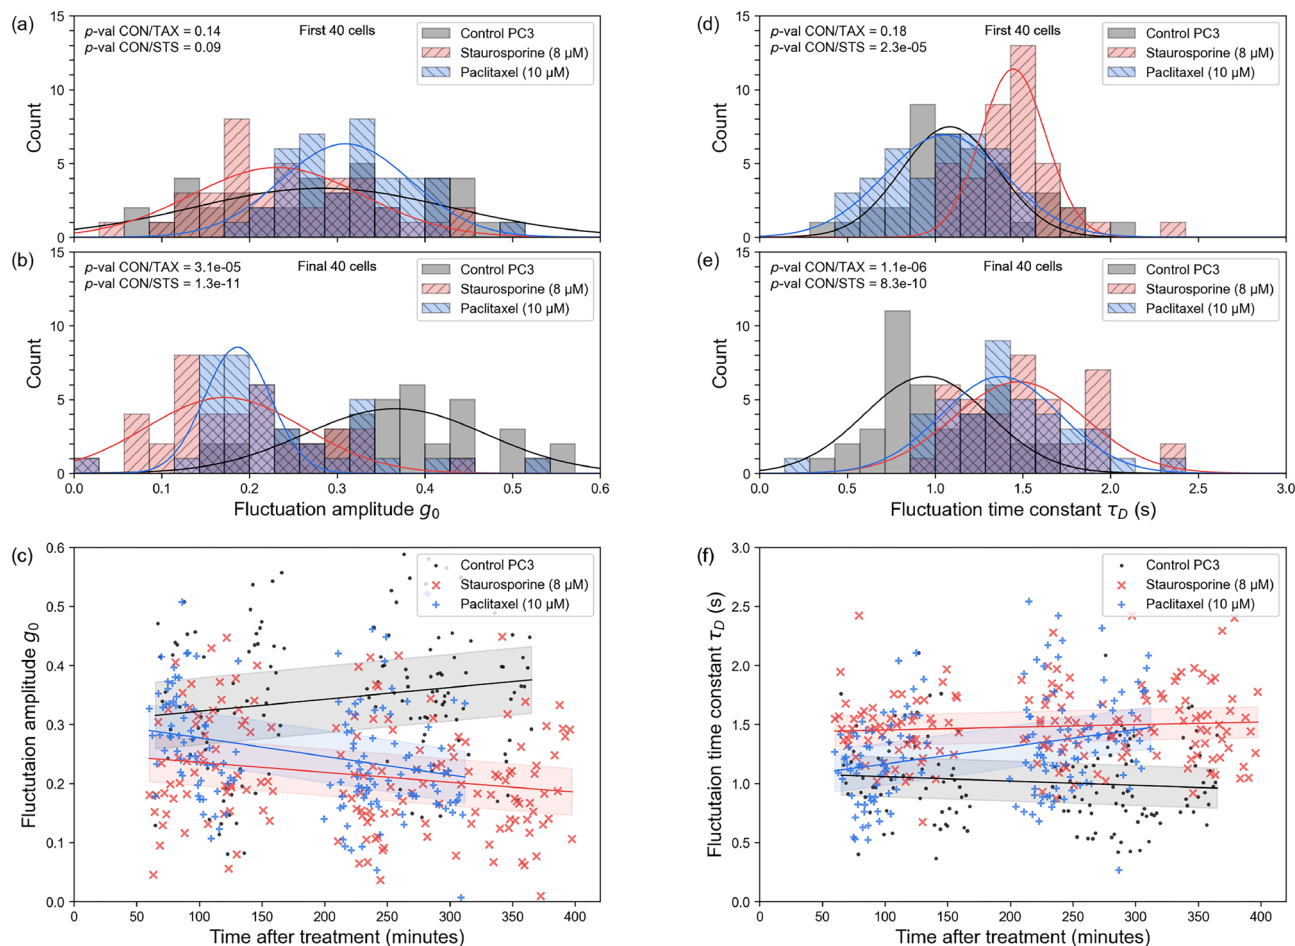 (a)
15
10
5
0
Count
p-val CON/TAX = 0.14
p-val CON/STS = 0.09
First 40 cells
Control PC3
Staurosporine (8 µM)
Paclitaxel (10 µM)
(b)
15
10
5
0
Count
p-val CON/TAX = 3.1e-05
p-val CON/STS = 1.3e-11
Final 40 cells
Control PC3
Staurosporine (8 µM)
Paclitaxel (10 µM)
0.0 0.1 0.2 0.3 0.4 0.5 0.6
Fluctuation amplitude g0
(c)
0.6
0.5
0.4
0.3
0.2
0.1
0.0
Fluctutaion amplitude g0
Control PC3
Staurosporine (8 µM)
Paclitaxel (10 µM)
0 50 100 150 200 250 300 350 400
Time after treatment (minutes)
(d)
15
10
5
0
Count
p-val CON/TAX = 0.18
p-val CON/STS = 2.3e-05
First 40 cells
Control PC3
Staurosporine (8 µM)
Paclitaxel (10 µM)
(e)
15
10
5
0
Count
p-val CON/TAX = 1.1e-06
p-val CON/STS = 8.3e-10
Final 40 cells
Control PC3
Staurosporine (8 µM)
Paclitaxel (10 µM)
0.0 0.5 1.0 1.5 2.0 2.5 3.0
Fluctuation time constant τD (s)
(f)
3.0
2.5
2.0
1.5
1.0
0.5
0.0
Fluctutaion time constant τD (s)
Control PC3
Staurosporine (8 µM)
Paclitaxel (10 µM)
0 50 100 150 200 250 300 350 400
Time after treatment (minutes)